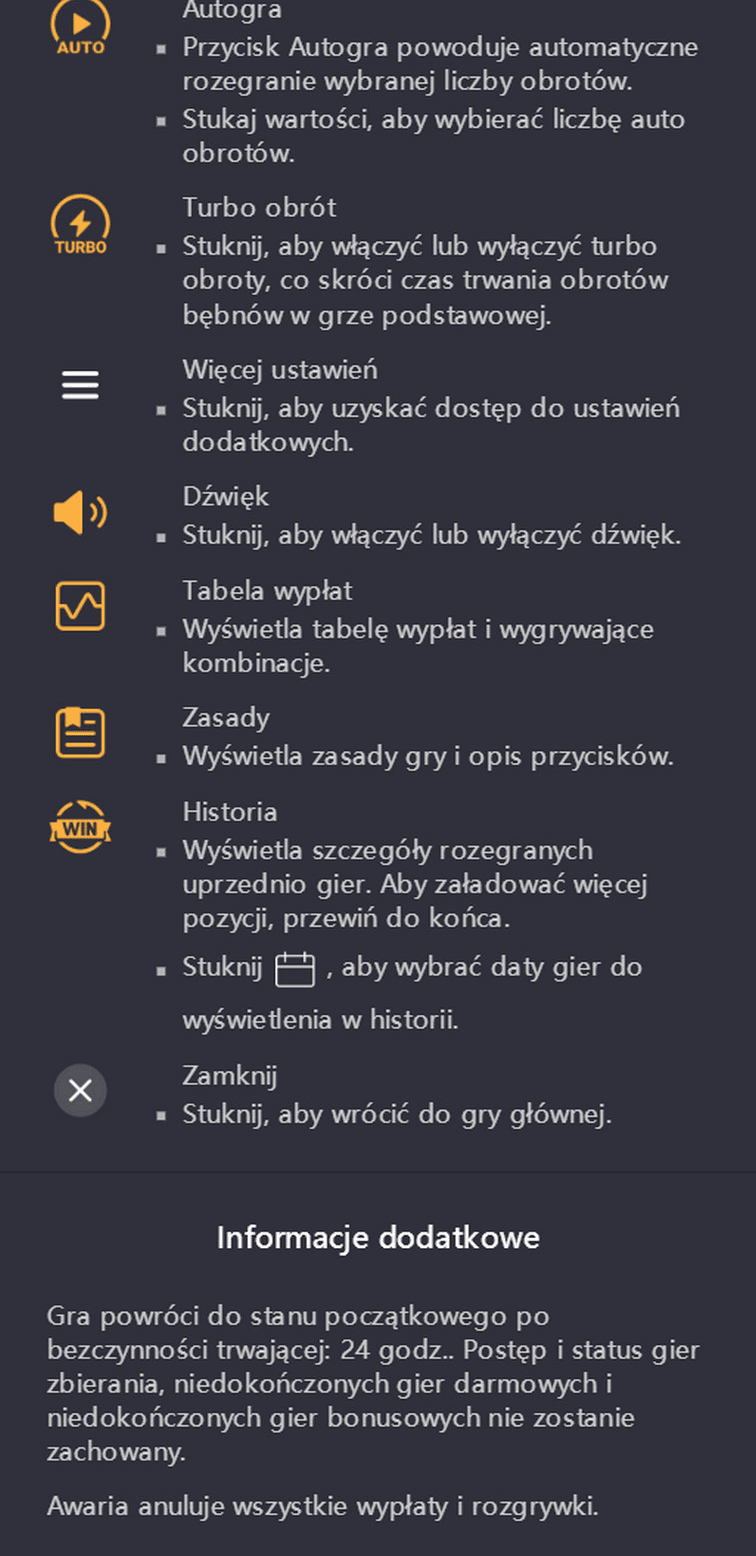 Autogra
AUTO
▪ Przycisk Autogra powoduje automatyczne
rozegranie wybranej liczby obrotów.
▪ Stukaj wartości, aby wybierać liczbę auto
obrotów.
Turbo obrót
TURBO
▪ Stuknij, aby włączyć lub wyłączyć turbo
obroty, co skróci czas trwania obrotów
bębnów w grze podstawowej.
Więcej ustawień
▪ Stuknij, aby uzyskać dostęp do ustawień
dodatkowych.
Dźwięk
▪ Stuknij, aby włączyć lub wyłączyć dźwięk.
Tabela wypłat
▪ Wyświetla tabelę wypłat i wygrywające
kombinacje.
Zasady
▪ Wyświetla zasady gry i opis przycisków.
Historia
WIN
▪ Wyświetla szczegóły rozegranych
uprzednio gier. Aby załadować więcej
pozycji, przewiń do końca.
▪ Stuknij , aby wybrać daty gier do
wyświetlenia w historii.
Zamknij
▪ Stuknij, aby wrócić do gry głównej.
Informacje dodatkowe
Gra powróci do stanu początkowego po
bezczynności trwającej: 24 godz.. Postęp i status gier
zbierania, niedokończonych gier darmowych i
niedokończonych gier bonusowych nie zostanie
zachowany.
Awaria anuluje wszystkie wypłaty i rozgrywki.